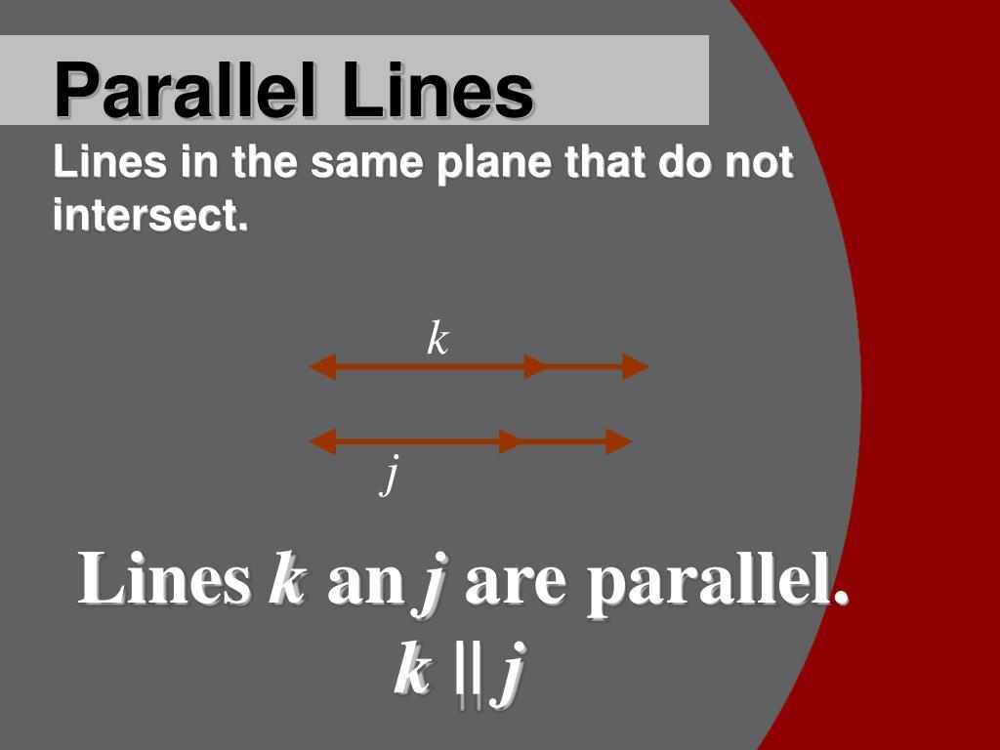 Parallel Lines
Lines in the same plane that do not
intersect.
k
j
Lines k an j are parallel.
k || j